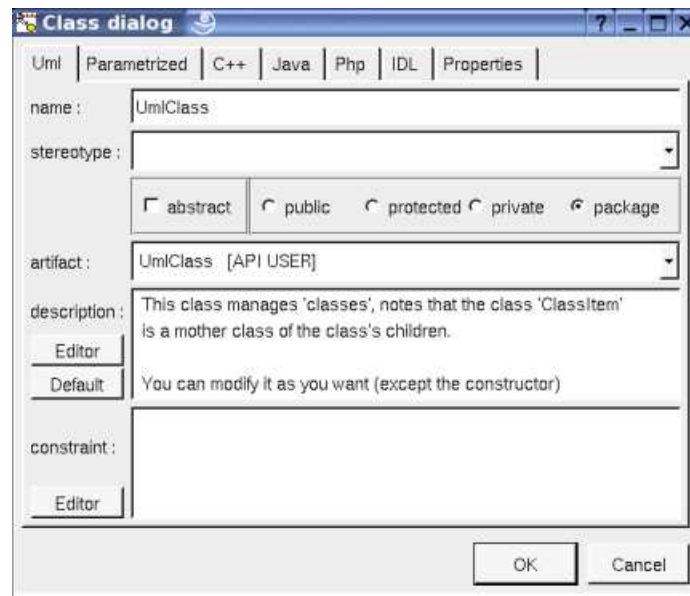 Class dialog
Uml Parametrized C++ Java Php IDL Properties
name : UmlClass
stereotype :
abstract public protected private package
artifact : UmlClass [API USER]
description : This class manages 'classes', notes that the class 'ClassItem'
is a mother class of the class's children.
Editor
Default You can modify it as you want (except the constructor)
constraint :
Editor
OK Cancel